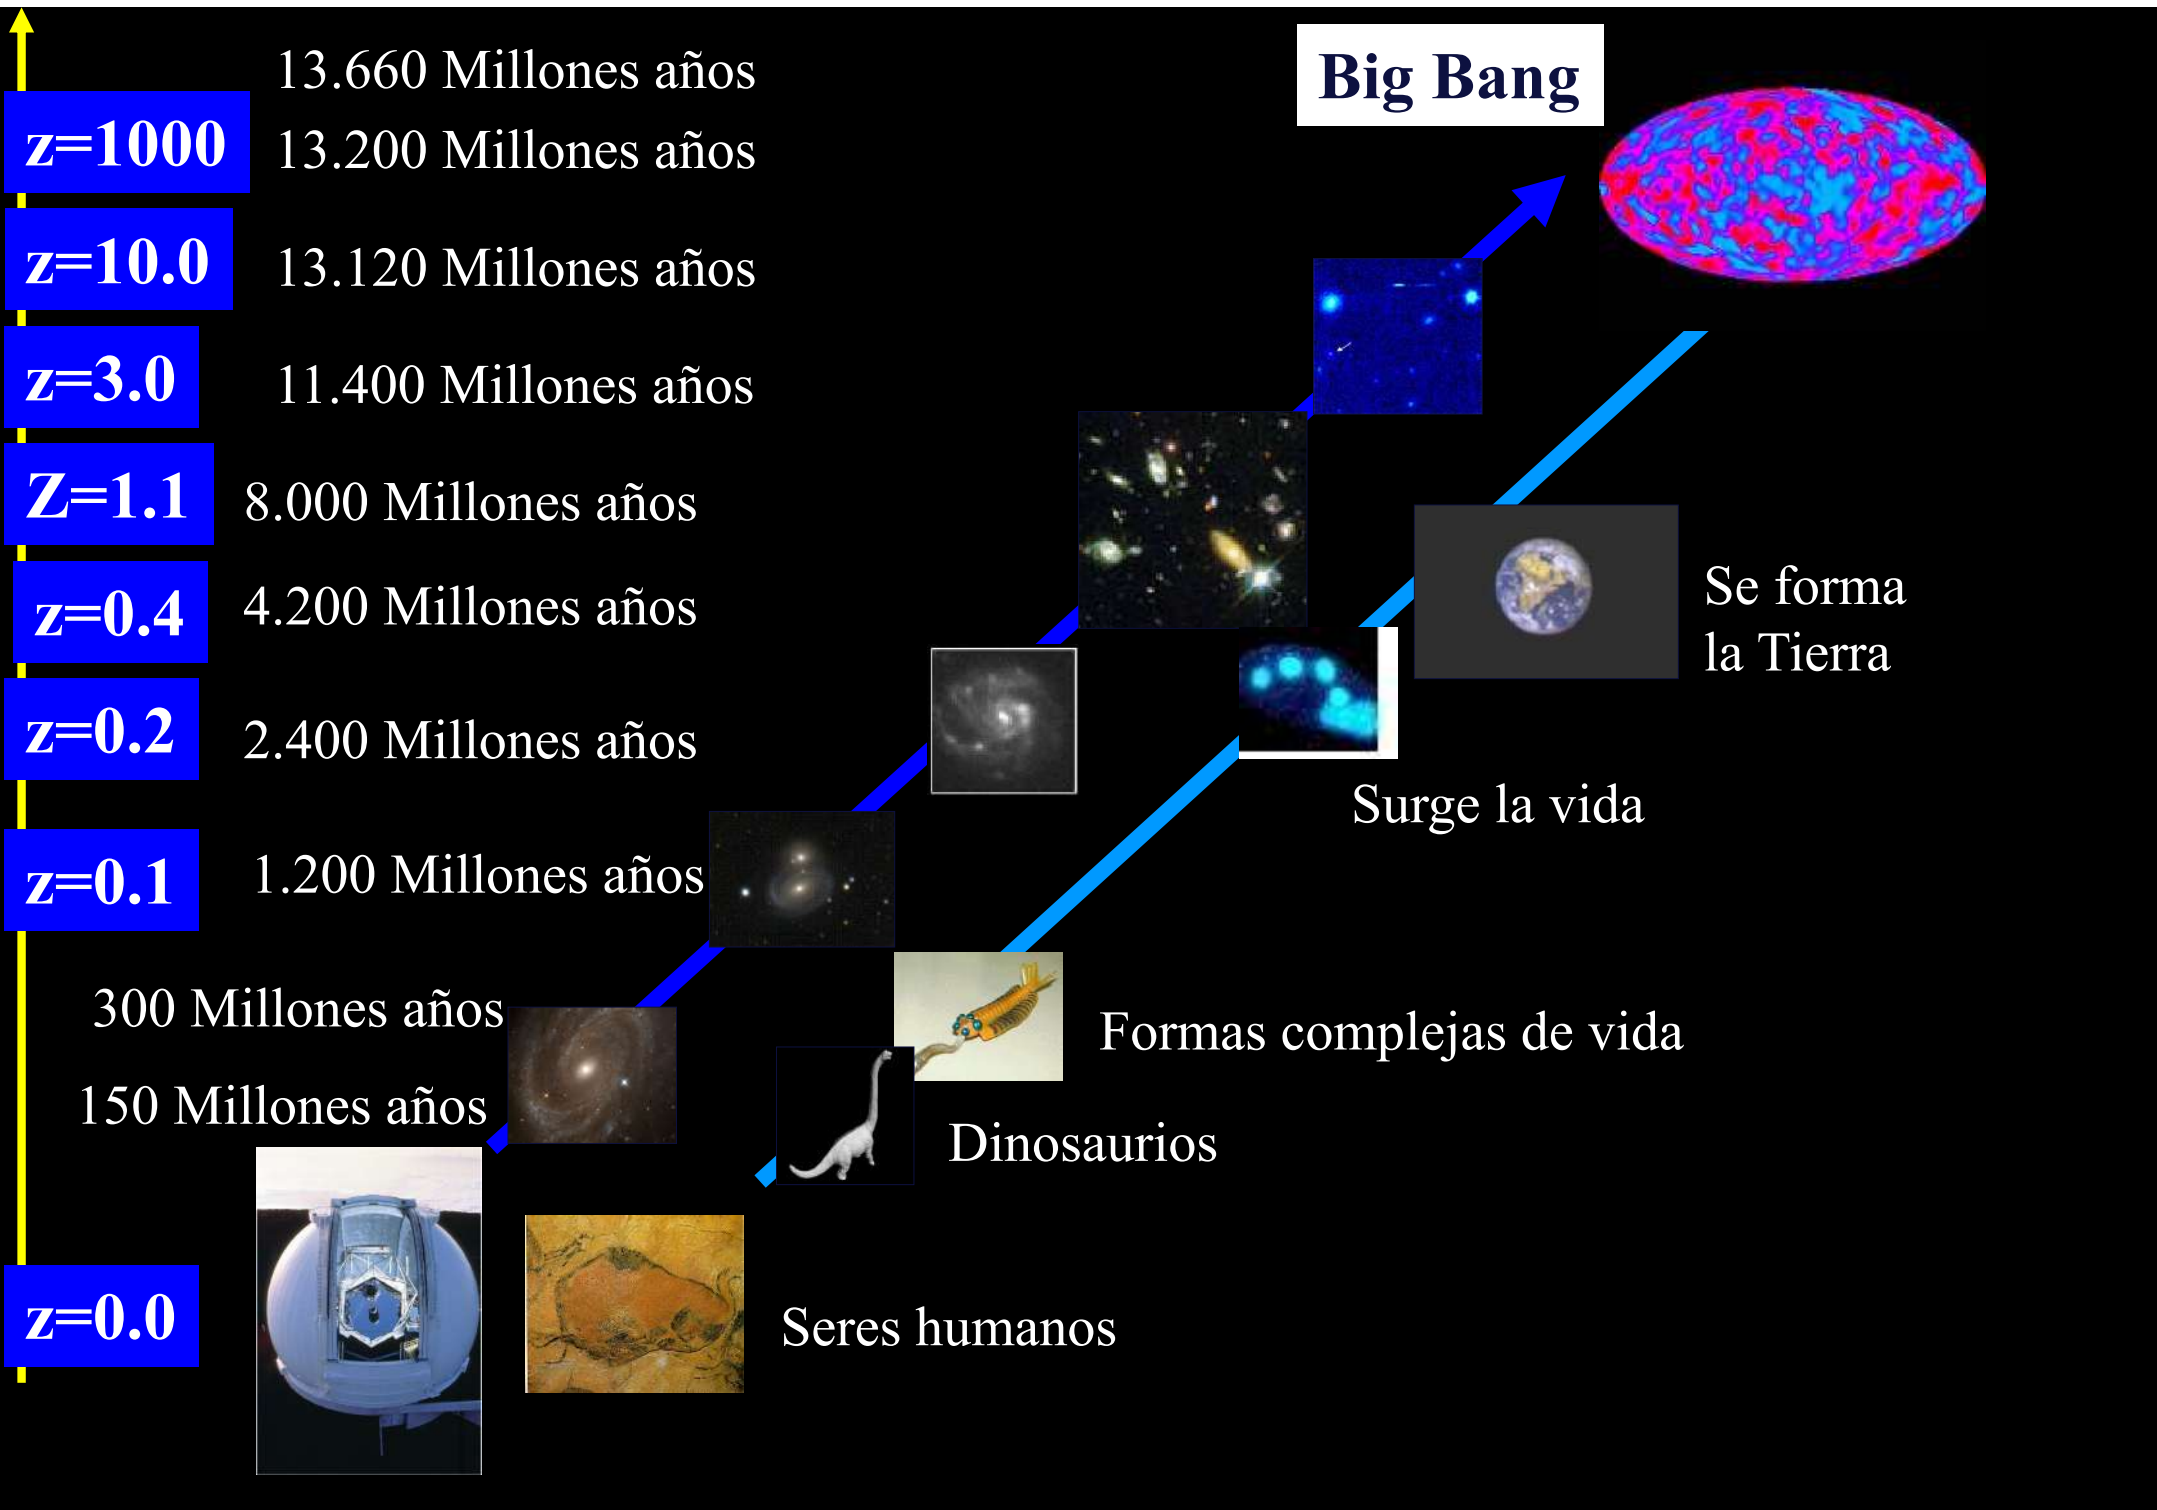 13.660 Millones años
Big Bang
z=1000
13.200 Millones años
z=10.0
13.120 Millones años
z=3.0
11.400 Millones años
Z=1.1
8.000 Millones años
z=0.4
4.200 Millones años
Se forma
la Tierra
z=0.2
2.400 Millones años
Surge la vida
z=0.1
1.200 Millones años
300 Millones años
Formas complejas de vida
150 Millones años
Dinosaurios
z=0.0
Seres humanos